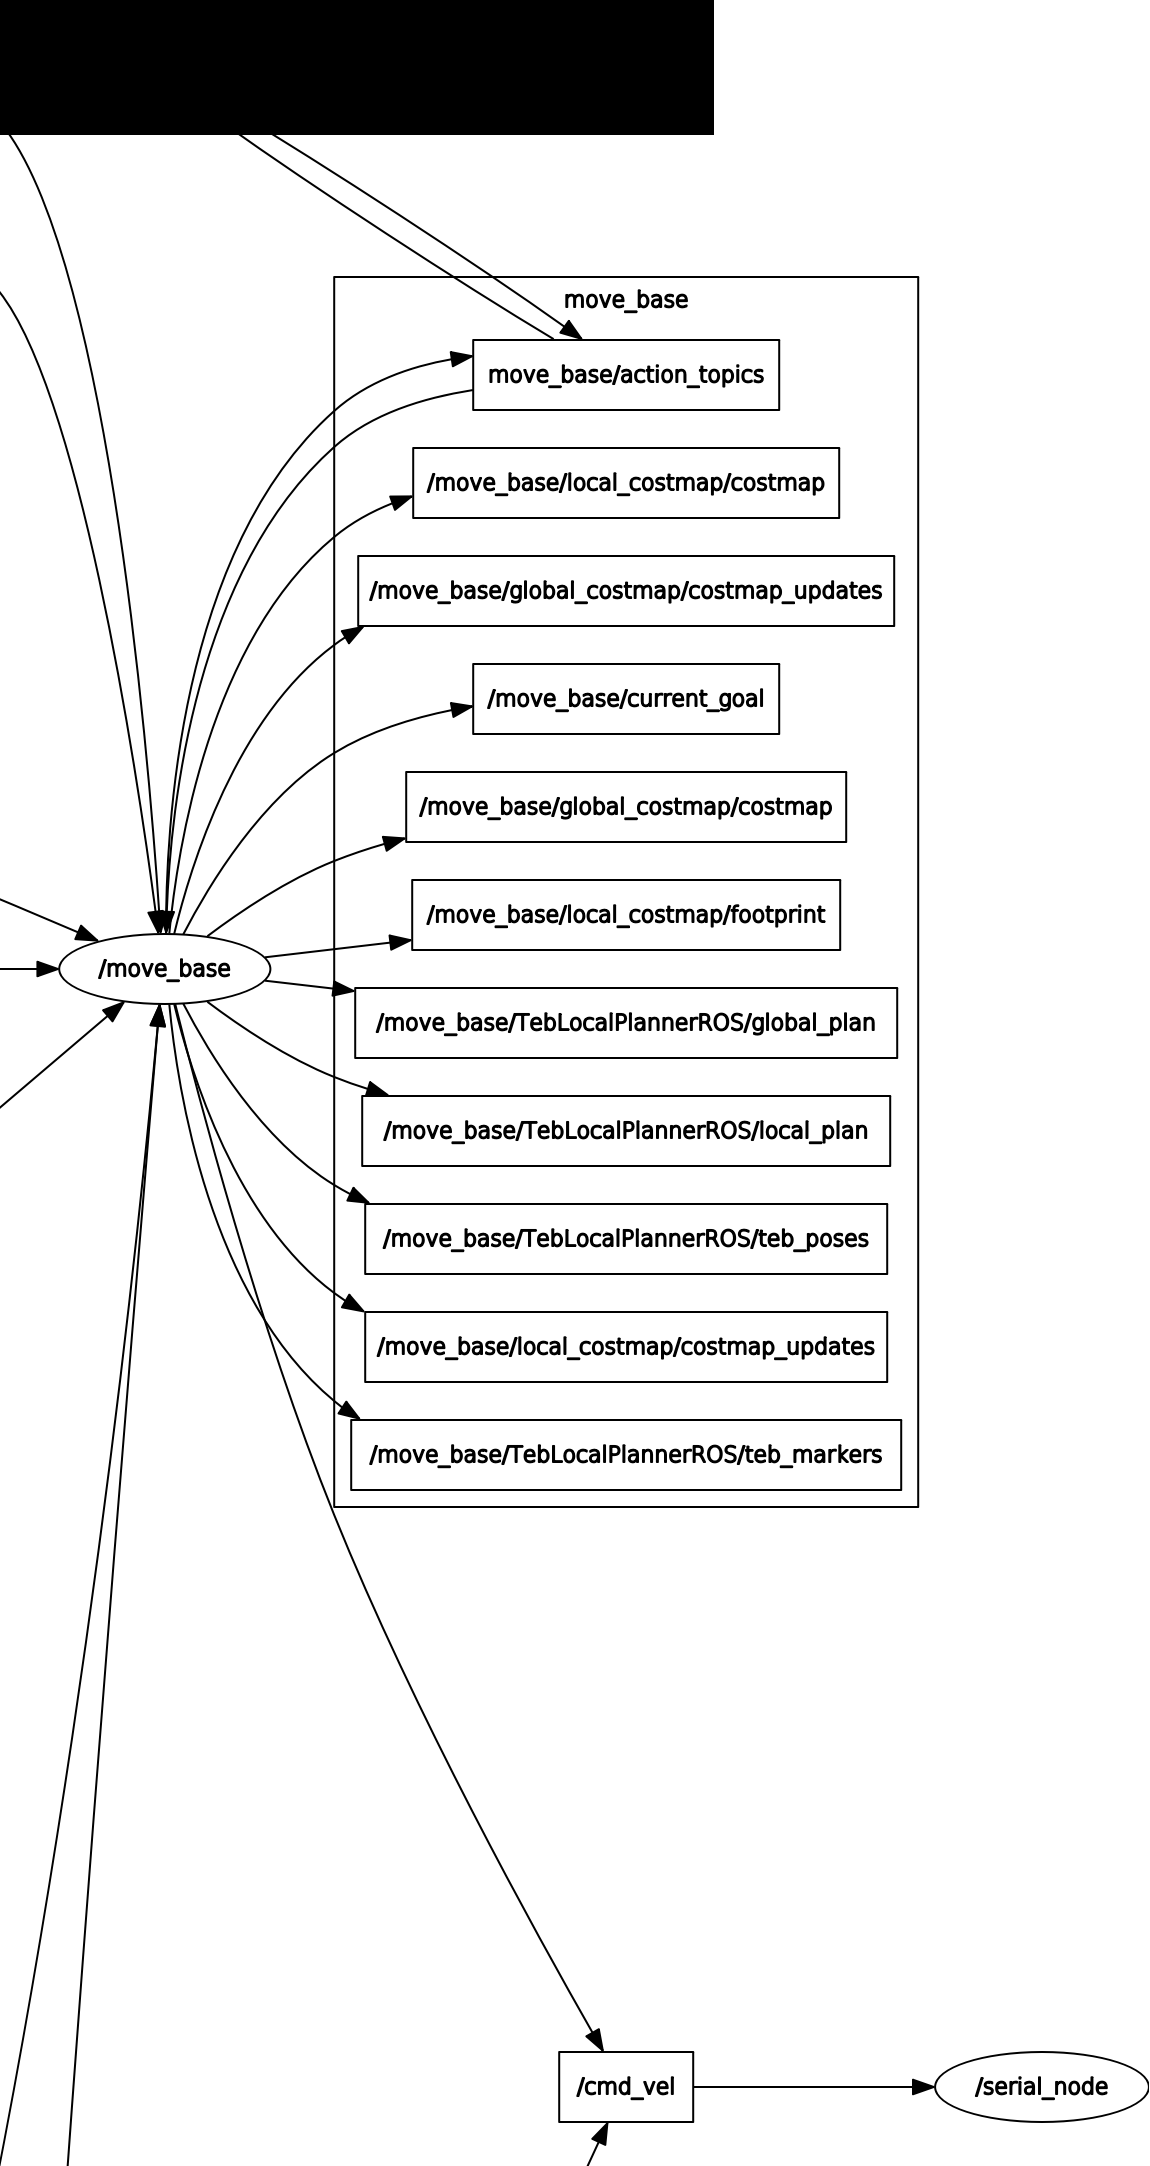 move_base
move_base/action_topics
/move_base/local_costmap/costmap
/move_base/global_costmap/costmap_updates
/move_base/current_goal
/move_base/global_costmap/costmap
/move_base/local_costmap/footprint
/move_base
/move_base/TebLocalPlannerROS/global_plan
/move_base/TebLocalPlannerROS/local_plan
/move_base/TebLocalPlannerROS/teb_poses
/move_base/local_costmap/costmap_updates
/move_base/TebLocalPlannerROS/teb_markers
/cmd_vel
/serial_node